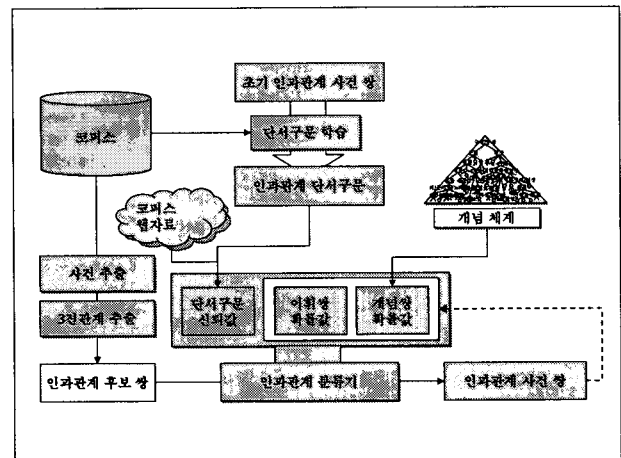 초기 인과관계 사건 쌍
코퍼스
단서구문 학습
인과관계 단서구문
코퍼스
웹자료
개념 체계
사건 추출
3진관계 추출
단서구문
신뢰값
어휘쌍
확률값
개념쌍
확률값
인과관계 후보 쌍
인과관계 분류기
인과관계 사건 쌍